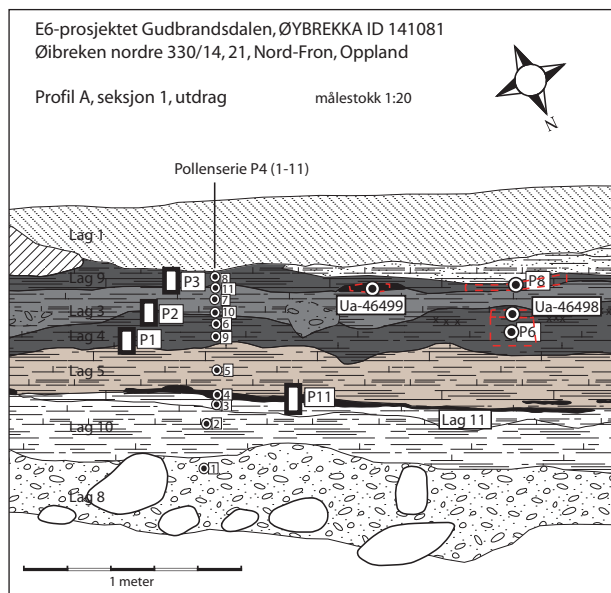 E6-prosjektet Gudbrandsdalen, ØYBREKKA ID 141081
Øibreken nordre 330/14, 21, Nord-Fron, Oppland
Profil A, seksjon 1, utdrag
målestokk 1:20
N
Pollenserie P4 (1-11)
Lag 1
Lag 9
P3
8
P8
11
7
Ua-46499
Lag 3
P2
10
Ua-46498
6
P6
Lag 4
P1
9
Lag 5
5
4
P11
3
Lag 11
Lag 10
2
1
Lag 8
1 meter